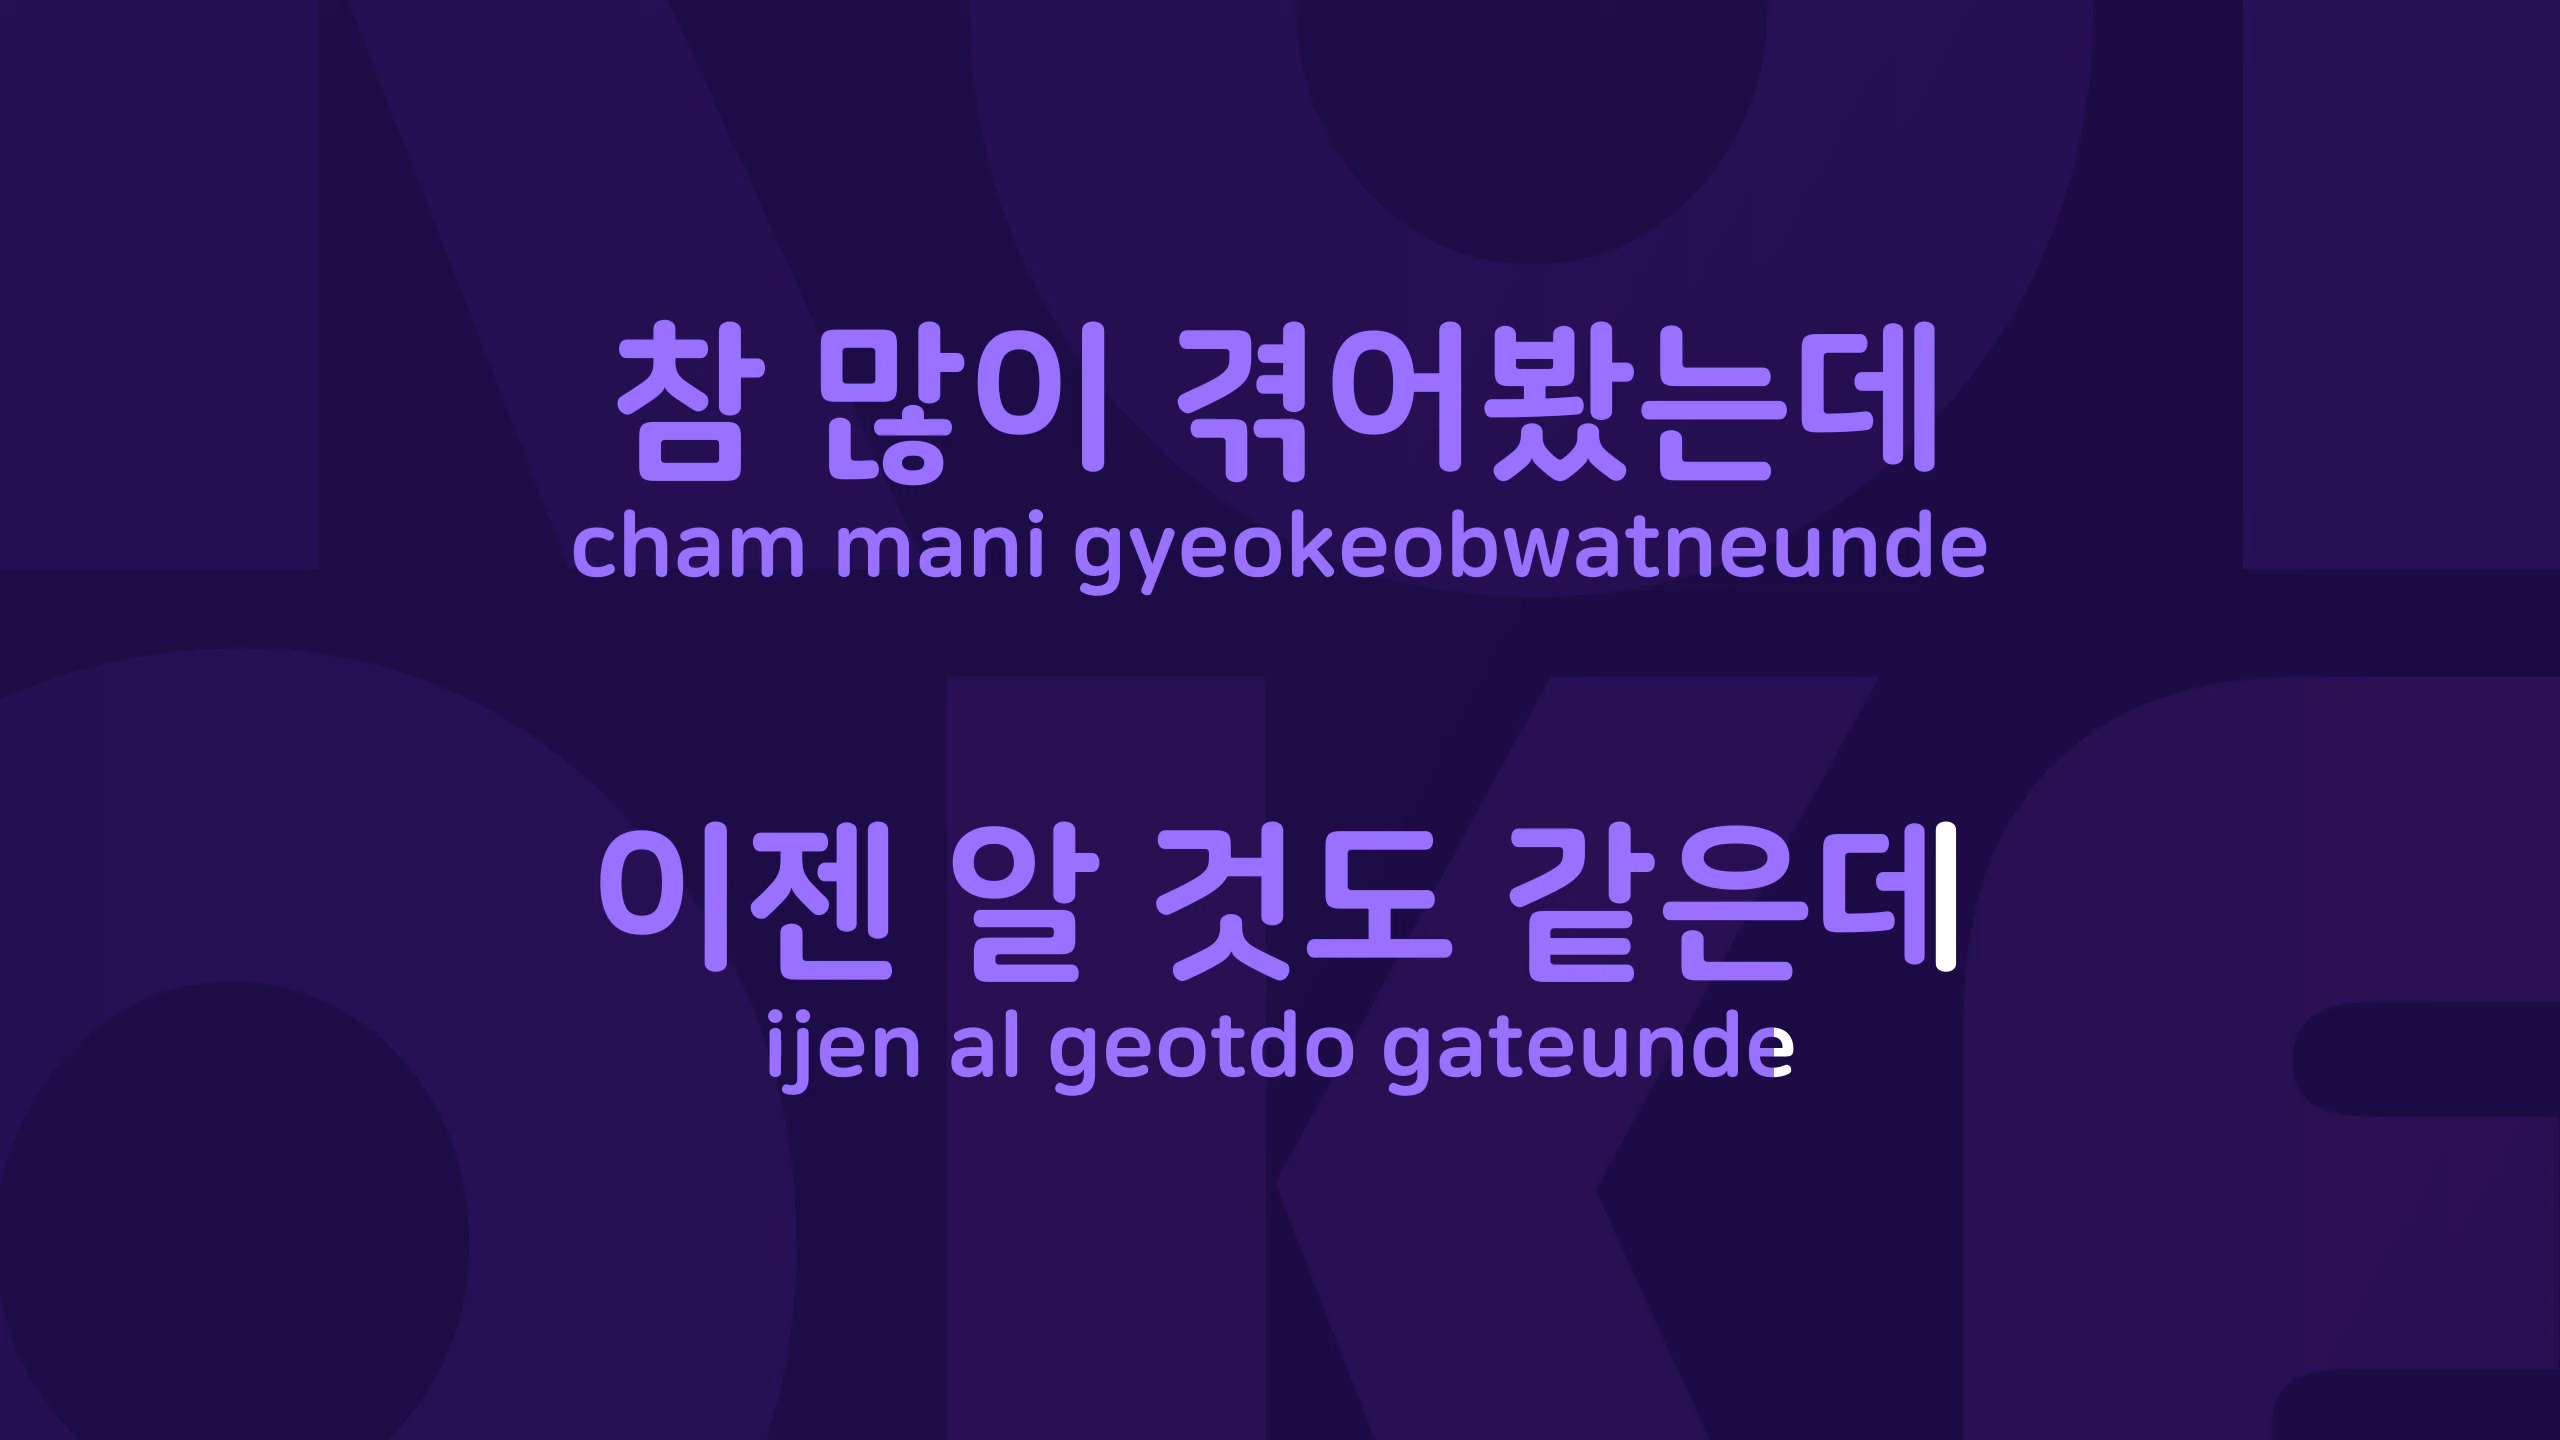 참 많이 겪어봤는데
cham mani gyeokeobwatneunde
이젠 알 것도 같은데
ijen al geotdo gateunde